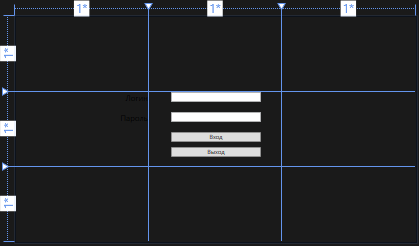 1* 1* 1*
1*
Логин
Пароль
1*
Вход
Выход
1*